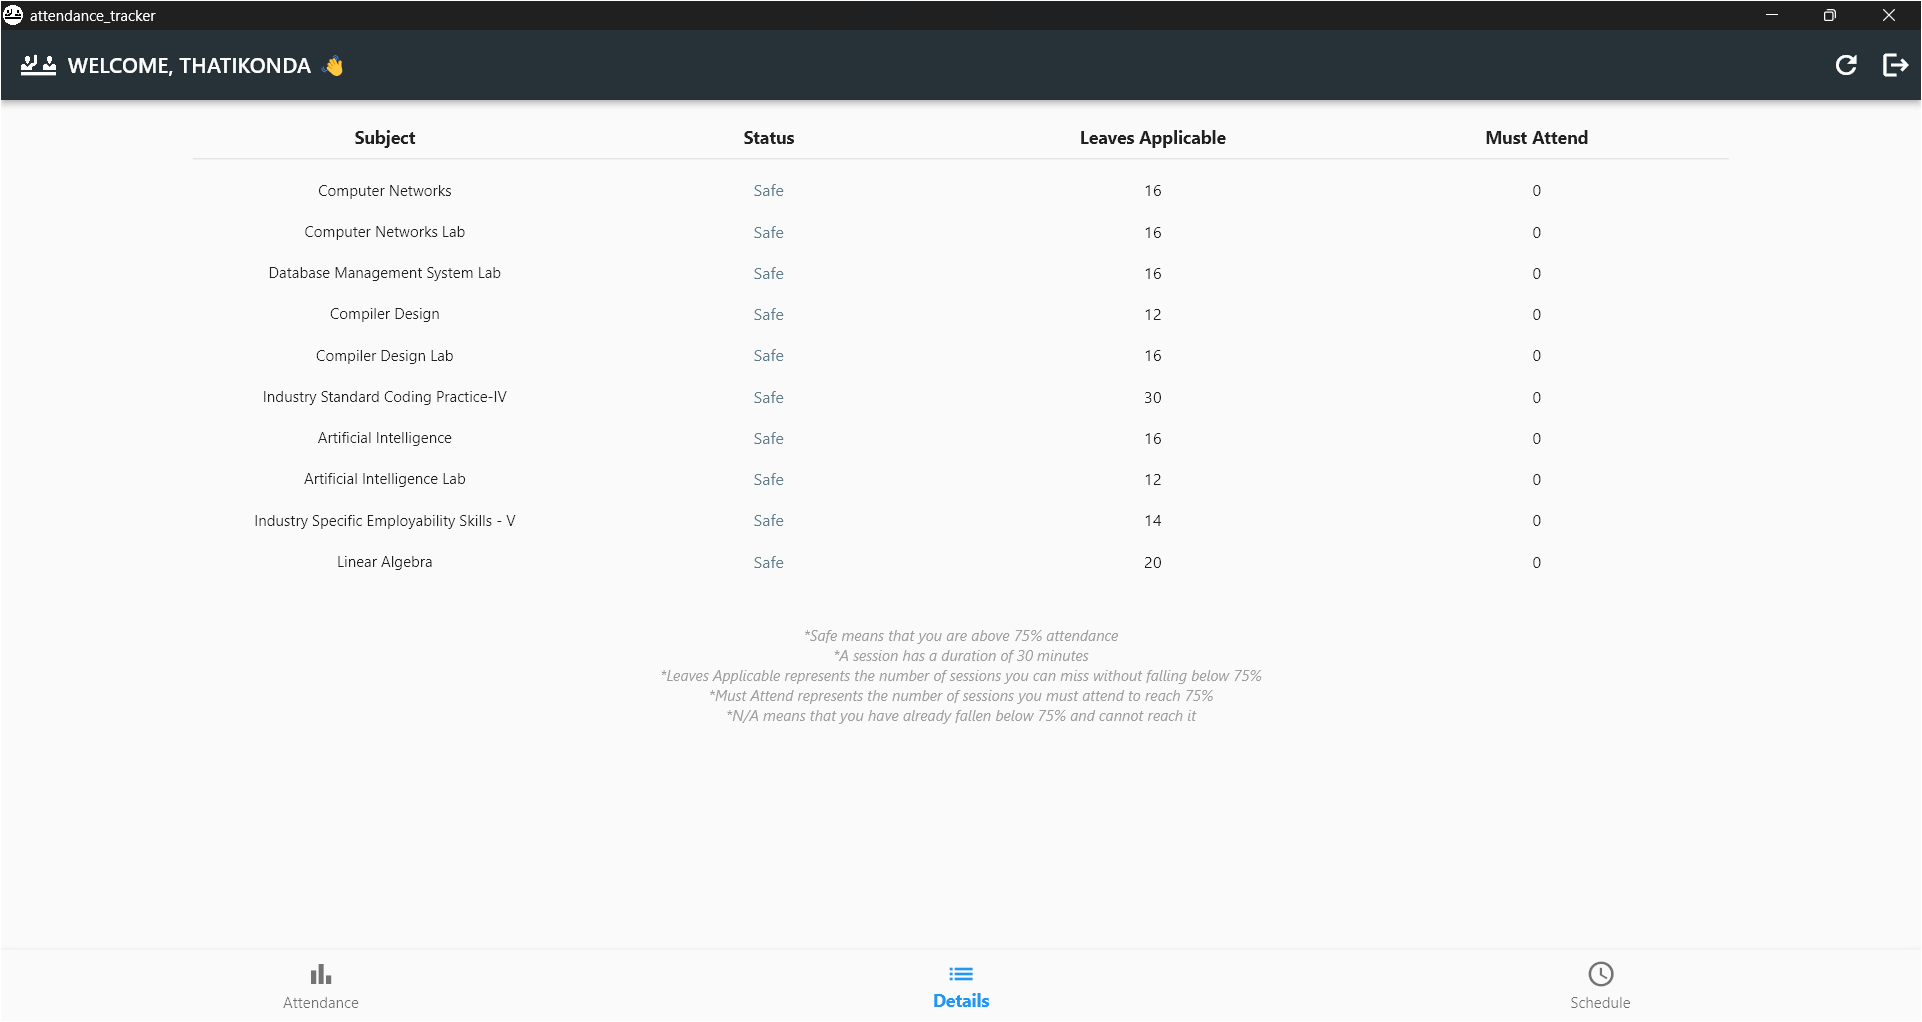 attendance_tracker
WELCOME, THATIKONDA 👋
Subject Status Leaves Applicable Must Attend
Computer Networks Safe 16 0
Computer Networks Lab Safe 16 0
Database Management System Lab Safe 16 0
Compiler Design Safe 12 0
Compiler Design Lab Safe 16 0
Industry Standard Coding Practice-IV Safe 30 0
Artificial Intelligence Safe 16 0
Artificial Intelligence Lab Safe 12 0
Industry Specific Employability Skills - V Safe 14 0
Linear Algebra Safe 20 0
*Safe means that you are above 75% attendance
*A session has a duration of 30 minutes
*Leaves Applicable represents the number of sessions you can miss without falling below 75%
*Must Attend represents the number of sessions you must attend to reach 75%
*N/A means that you have already fallen below 75% and cannot reach it
Attendance Details Schedule